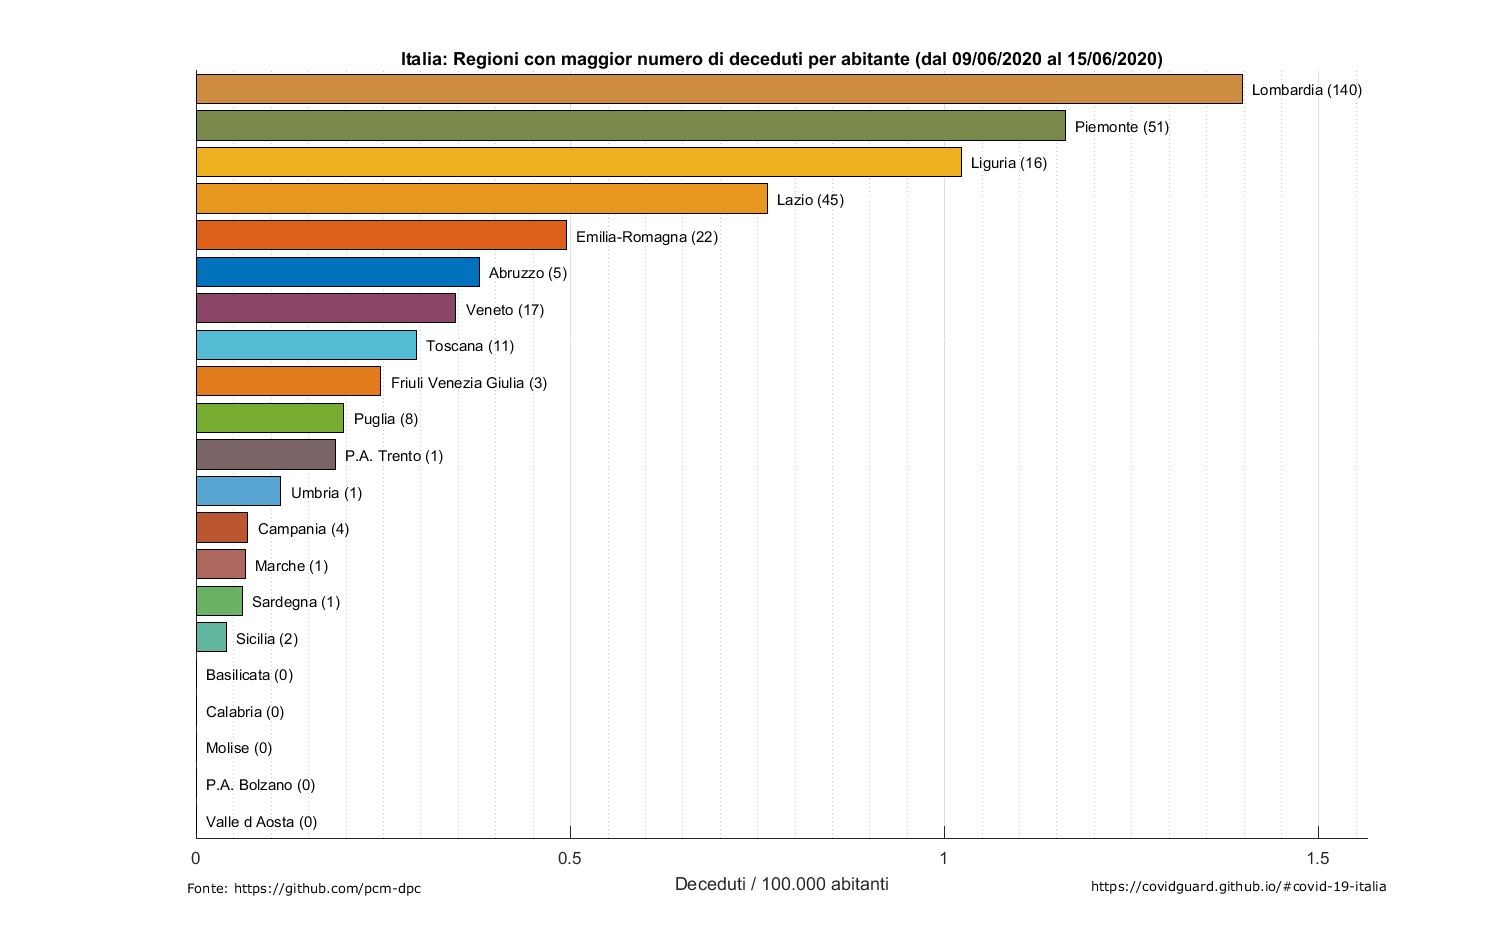 Italia: Regioni con maggior numero di deceduti per abitante (dal 09/06/2020 al 15/06/2020)
Lombardia (140)
Piemonte (51)
Liguria (16)
Lazio (45)
Emilia-Romagna (22)
Abruzzo (5)
Veneto (17)
Toscana (11)
Friuli Venezia Giulia (3)
Puglia (8)
P.A. Trento (1)
Umbria (1)
Campania (4)
Marche (1)
Sardegna (1)
Sicilia (2)
Basilicata (0)
Calabria (0)
Molise (0)
P.A. Bolzano (0)
Valle d Aosta (0)
0 0.5 1 1.5
Deceduti / 100.000 abitanti
Fonte: https://github.com/pcm-dpc
https://covidguard.github.io/#covid-19-italia